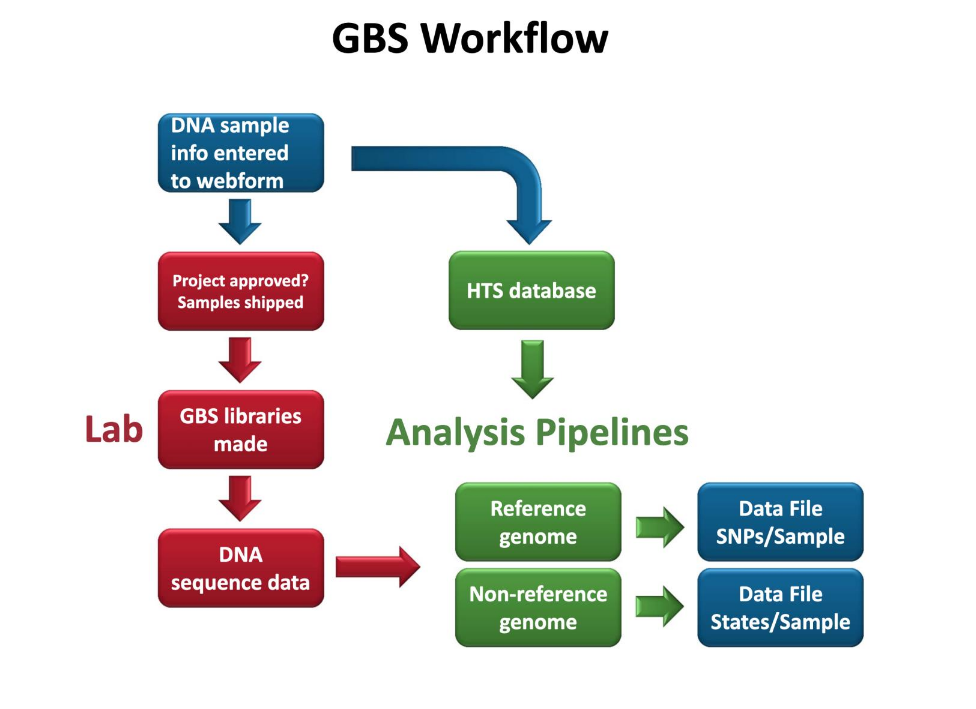 GBS Workflow
DNA sample
info entered
to webform
Project approved?
Samples shipped
HTS database
Lab
GBS libraries
made
Analysis Pipelines
DNA
sequence data
Reference
genome
Data File
SNPs/Sample
Non-reference
genome
Data File
States/Sample